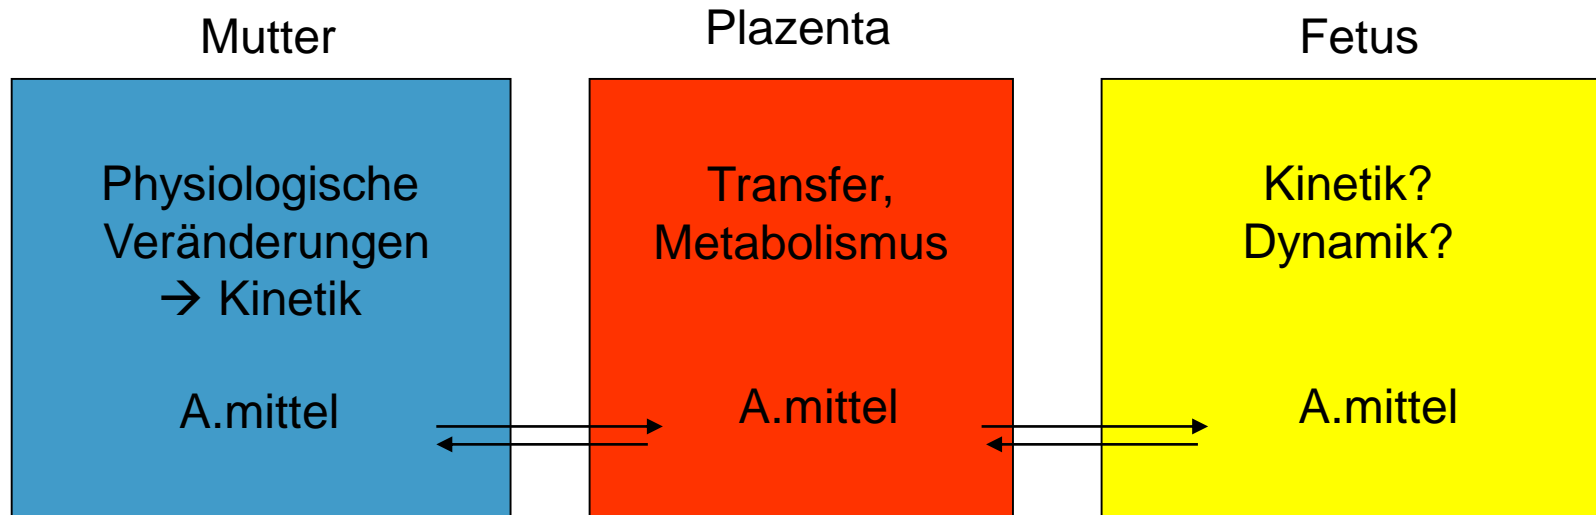 Mutter
Plazenta
Fetus
Physiologische
Veränderungen
→ Kinetik
A.mittel
Transfer,
Metabolismus
A.mittel
Kinetik?
Dynamik?
A.mittel